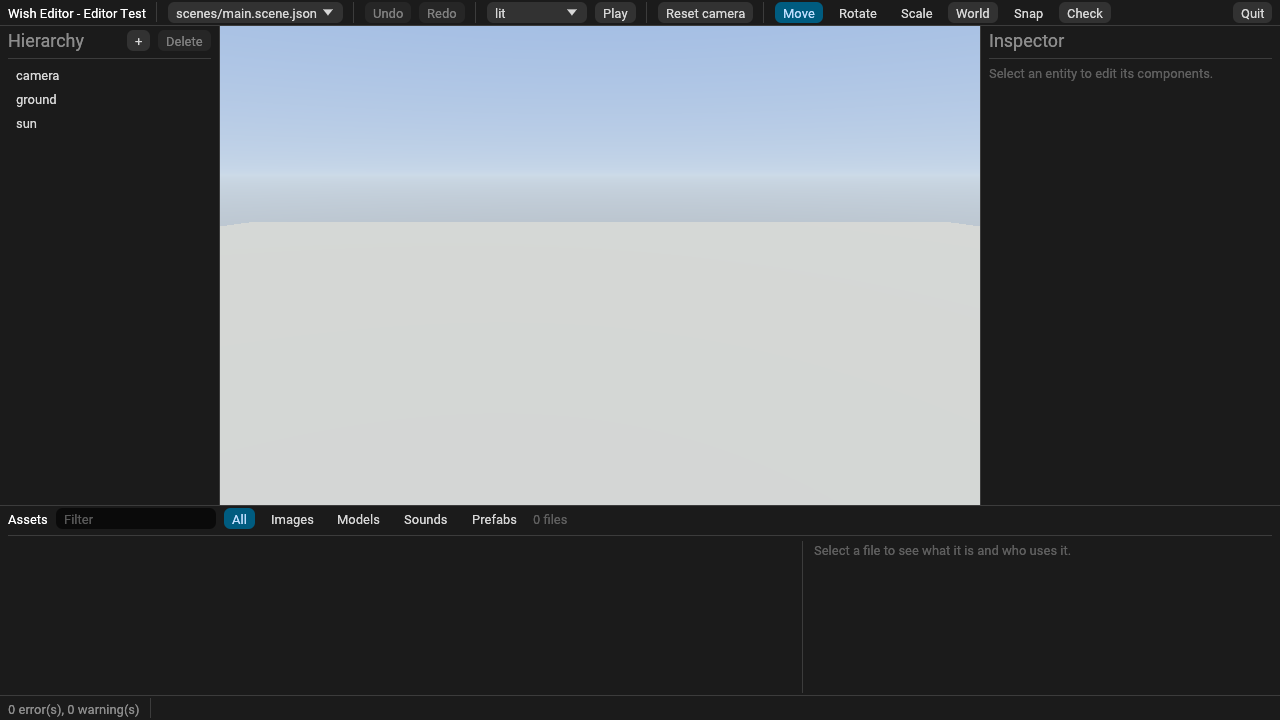 Wish Editor - Editor Test scenes/main.scene.json Undo Redo lit Play Reset camera Move Rotate Scale World Snap Check Quit
Hierarchy + Delete
camera
ground
sun
Inspector
Select an entity to edit its components.
Assets Filter All Images Models Sounds Prefabs 0 files
Select a file to see what it is and who uses it.
0 error(s), 0 warning(s)